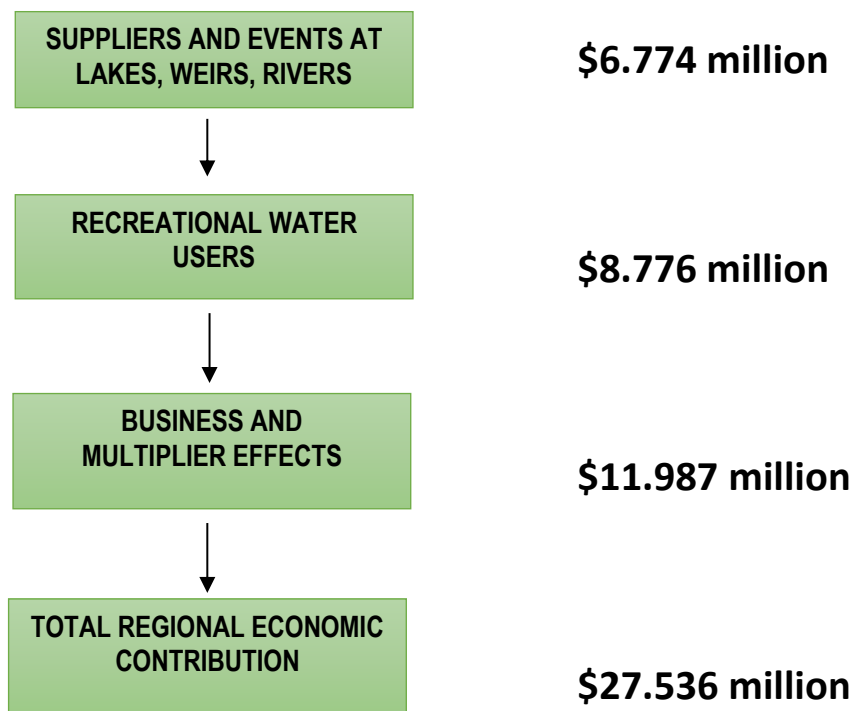 SUPPLIERS AND EVENTS AT
LAKES, WEIRS, RIVERS
$6.774 million
RECREATIONAL WATER
USERS
$8.776 million
BUSINESS AND
MULTIPLIER EFFECTS
$11.987 million
TOTAL REGIONAL ECONOMIC
CONTRIBUTION
$27.536 million